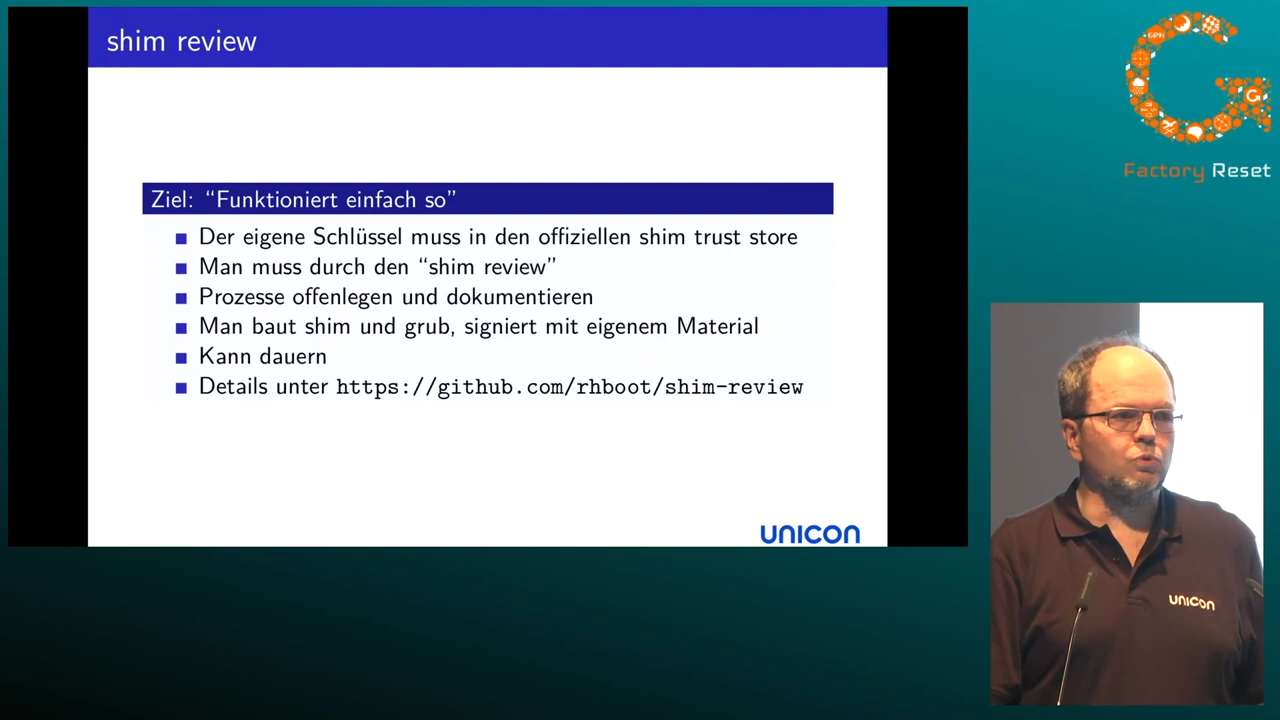 shim review
Ziel: “Funktioniert einfach so”
Der eigene Schlüssel muss in den offiziellen shim trust store
Man muss durch den “shim review”
Prozesse offenlegen und dokumentieren
Man baut shim und grub, signiert mit eigenem Material
Kann dauern
Details unter https://github.com/rhboot/shim-review
unicon
GPN
G
Factory Reset
unicon